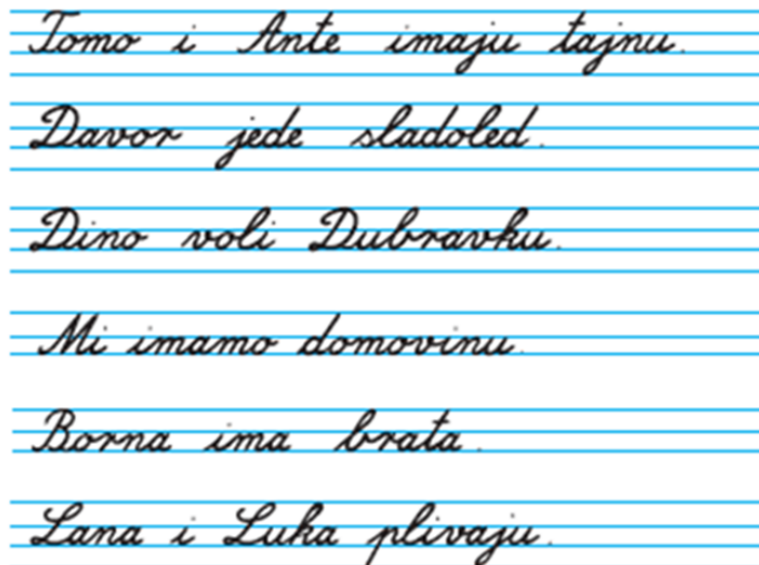 Tomo i Ante imaju tajnu.
Davor jede sladoled.
Dino voli Dubravku.
Mi imamo domovinu.
Borna ima brata.
Lana i Luka plivaju.